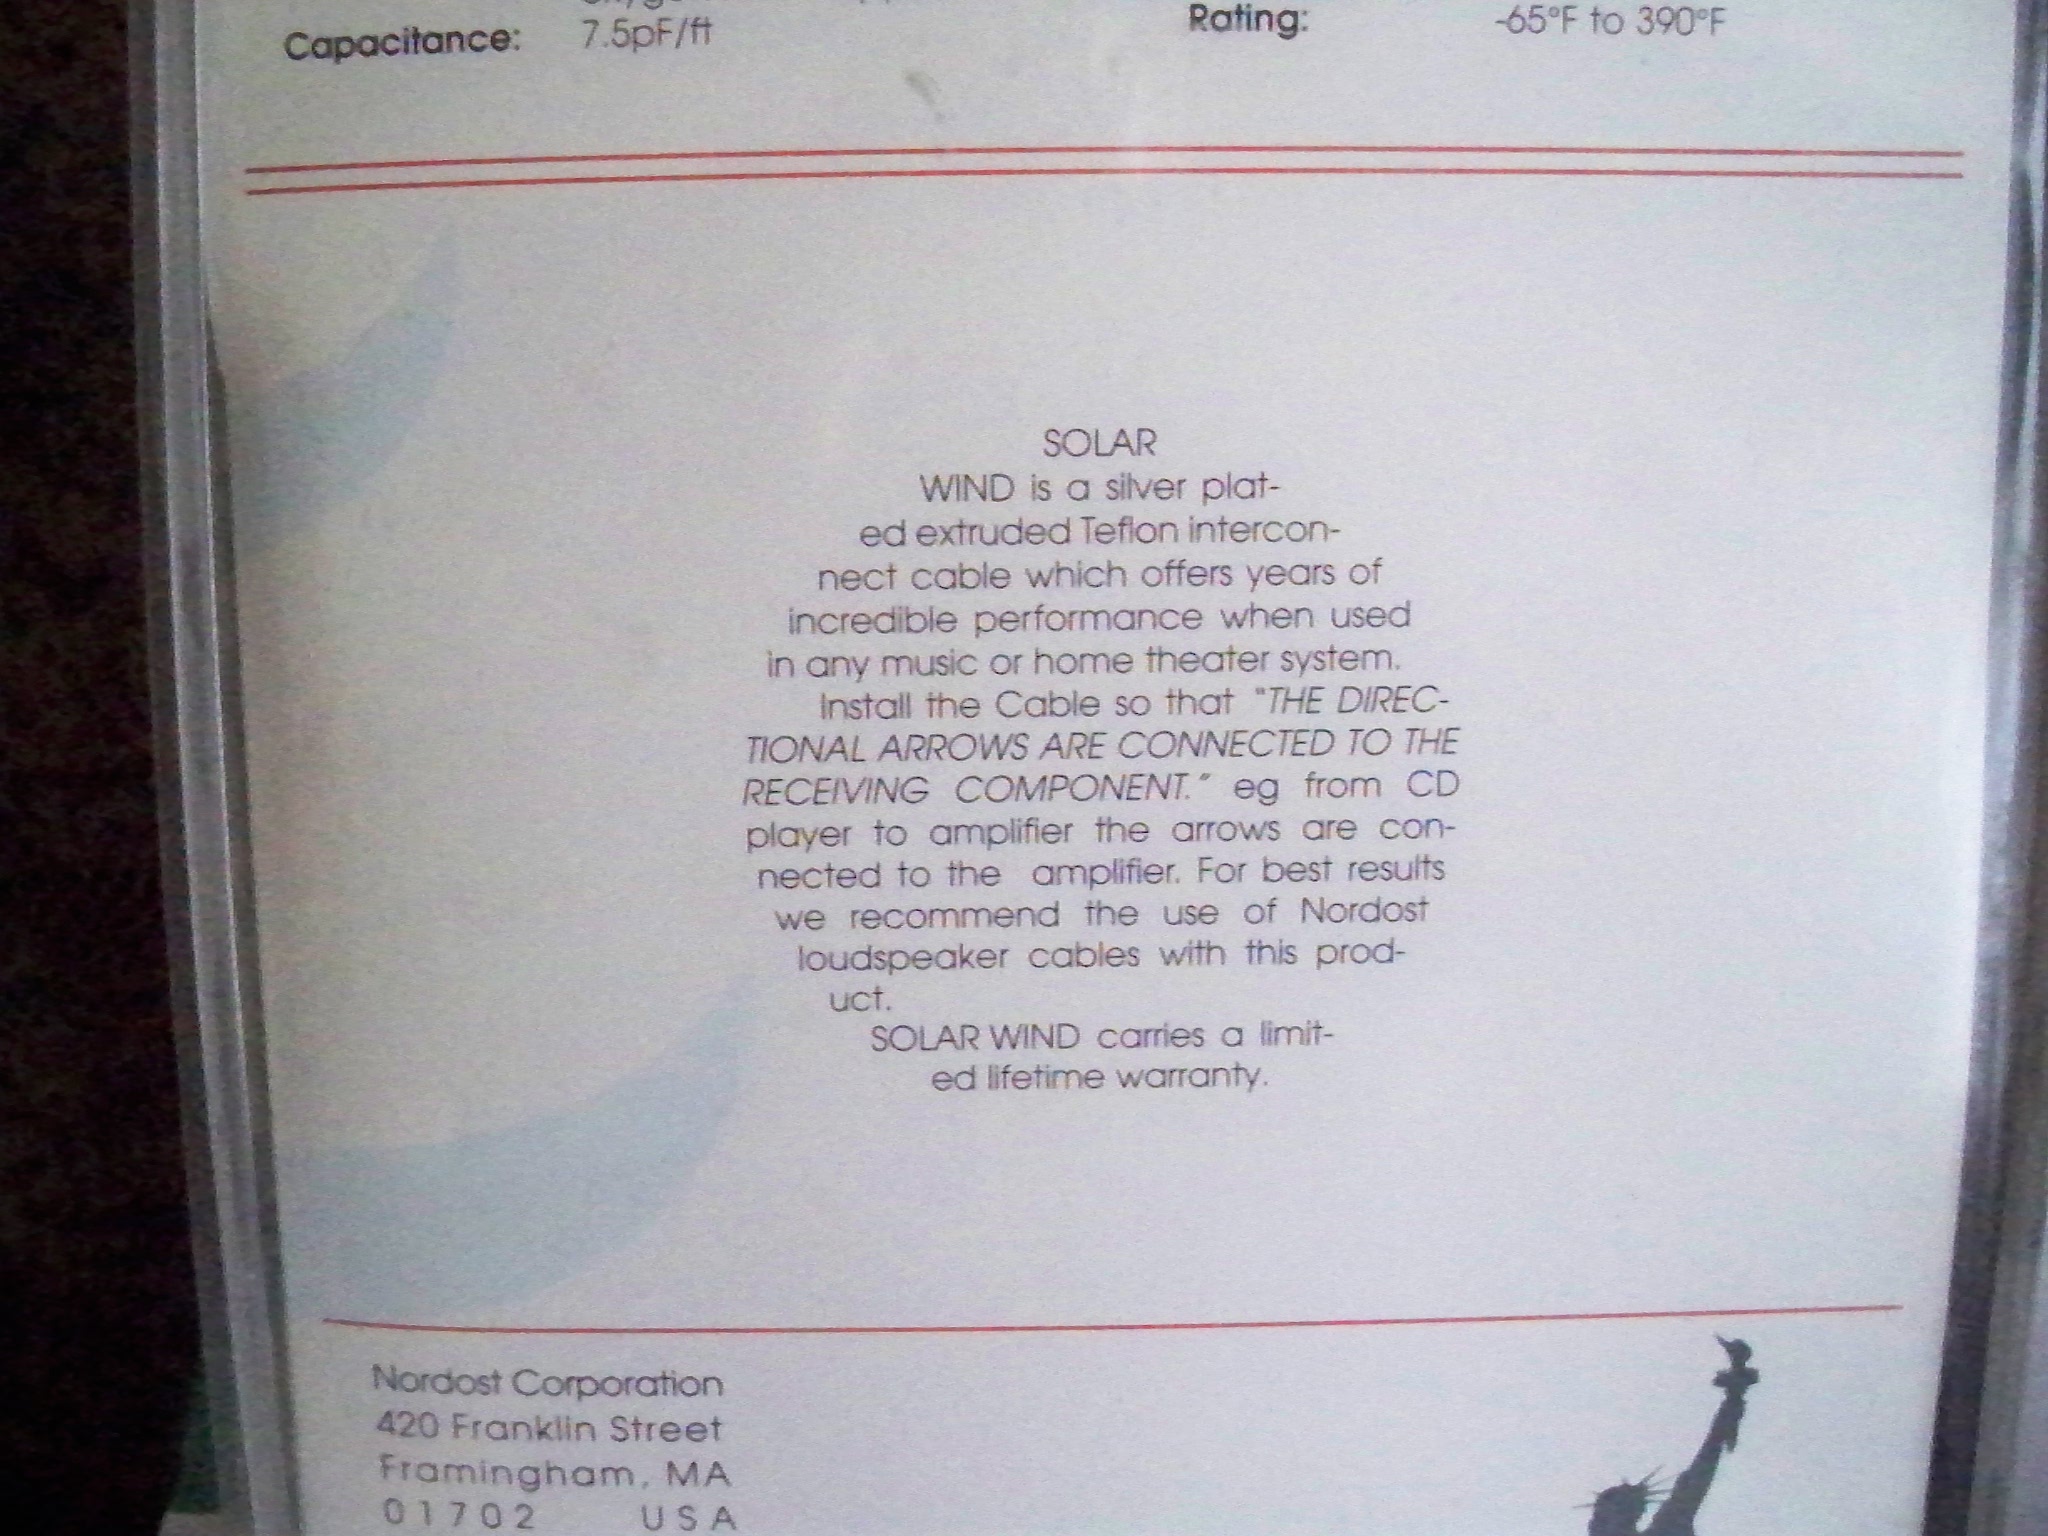 Capacitance: 7.5pF/ft
Rating: -65°F to 390°F
SOLAR
WIND is a silver plat-
ed extruded Teflon intercon-
nect cable which offers years of
incredible performance when used
in any music or home theater system.
Install the Cable so that "THE DIREC-
TIONAL ARROWS ARE CONNECTED TO THE
RECEIVING COMPONENT." eg from CD
player to amplifier the arrows are con-
nected to the amplifier. For best results
we recommend the use of Nordost
loudspeaker cables with this prod-
uct.
SOLAR WIND carries a limit-
ed lifetime warranty.
Nordost Corporation
420 Franklin Street
Framingham, MA
01702 USA